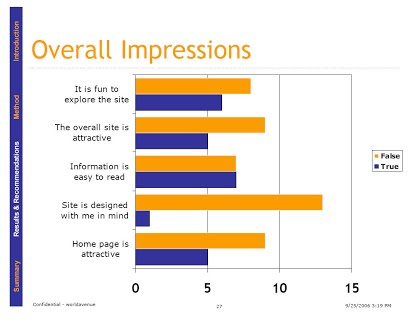 Overall Impressions
Introduction
Method
Results & Recommendations
Summary
It is fun to
explore the site
The overall site is
attractive
Information is
easy to read
Site is designed
with me in mind
Home page is
attractive
0
5
10
15
False
True
Confidential - worldavenue
27
9/25/2006 3:19 PM